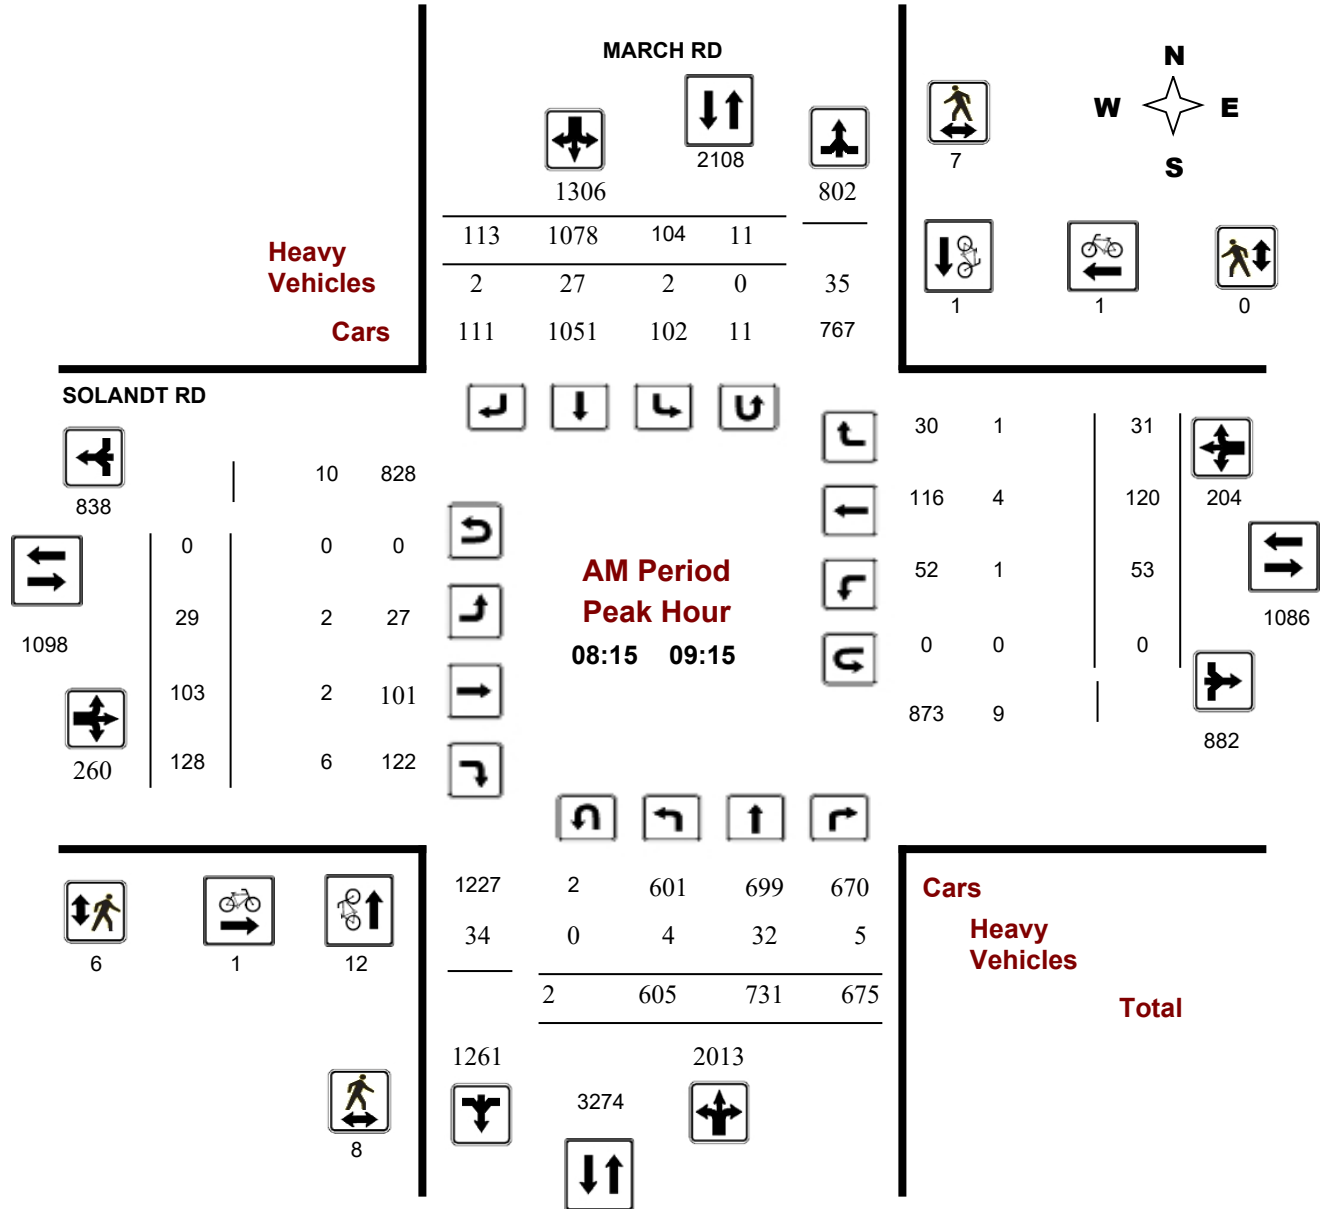 MARCH RD
N
W E
S
1306
2108
802
7
113 1078 104 11
Heavy
Vehicles
2 27 2 0 35
Cars
111 1051 102 11 767
1 1 0
SOLANDT RD
838
10 828
0 0 0
29 2 27
1098
103 2 101
260
128 6 122
AM Period
Peak Hour
08:15 09:15
30 1 31
116 4 120
204
52 1 53
1086
0 0 0
873 9
882
1227 2 601 699 670
34 0 4 32 5
2 605 731 675
1261
2013
3274
6 1 12
8
Cars
Heavy
Vehicles
Total